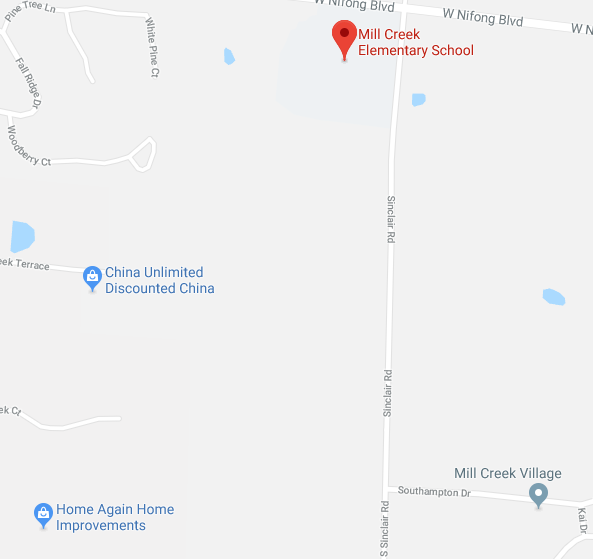 W Nifong Blvd
W Nifong Blvd
W N
Pine Tree Ln
White Pine Ct
Mill Creek
Elementary School
Fall Ridge Dr
Woodberry Ct
Sinclair Rd
eek Terrace
China Unlimited
Discounted China
Sinclair Rd
ek Ct
Mill Creek Village
Southampton Dr
Home Again Home
Improvements
S Sinclair Rd
Kai Dr